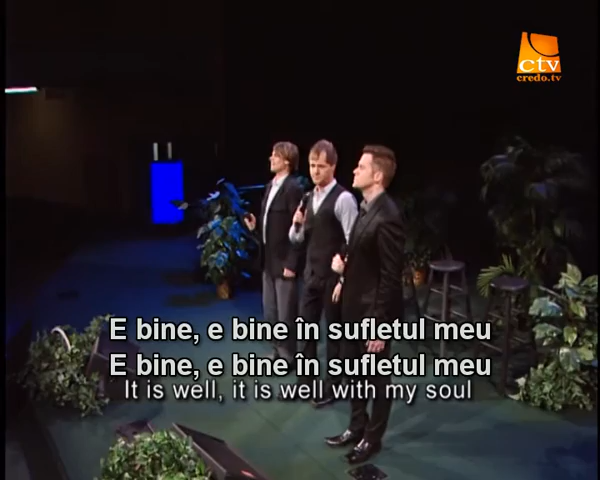 ctv
credo.tv
E bine, e bine în sufletul meu
E bine, e bine în sufletul meu
It is well, it is well with my soul